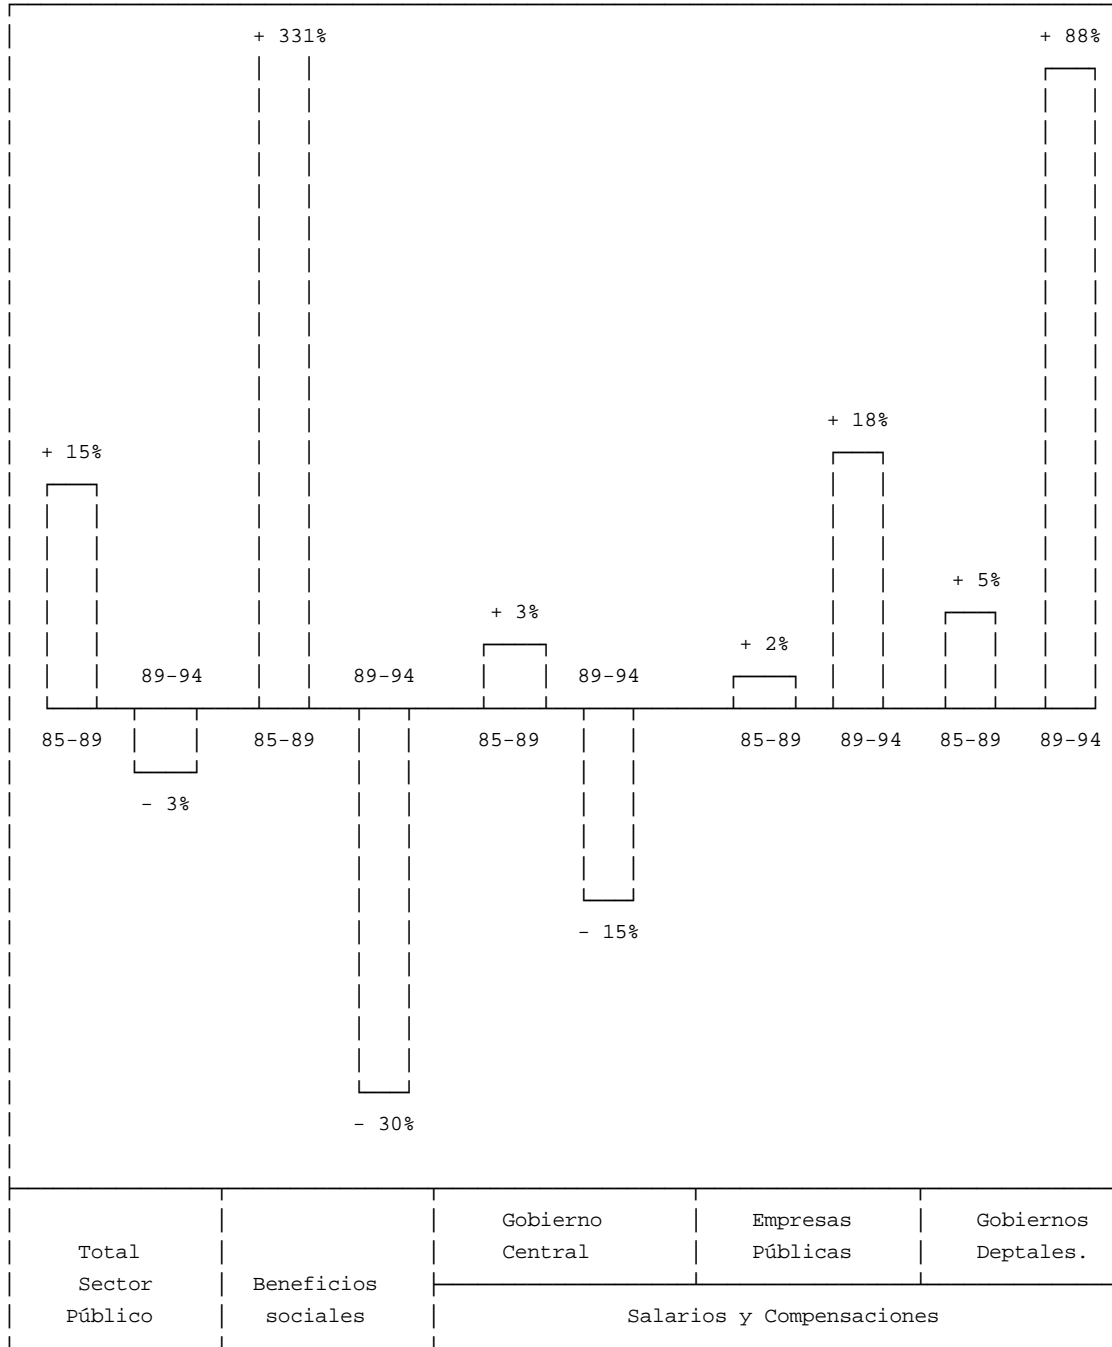 + 331% + 88%
+ 18%
+ 15%
+ 5%
+ 3%
+ 2%
89-94 89-94 89-94
85-89 85-89 85-89 85-89 89-94 85-89 89-94
- 3%
- 15%
- 30%
Gobierno Empresas Gobiernos
Total Central Públicas Deptales.
Sector Beneficios
Público sociales Salarios y Compensaciones